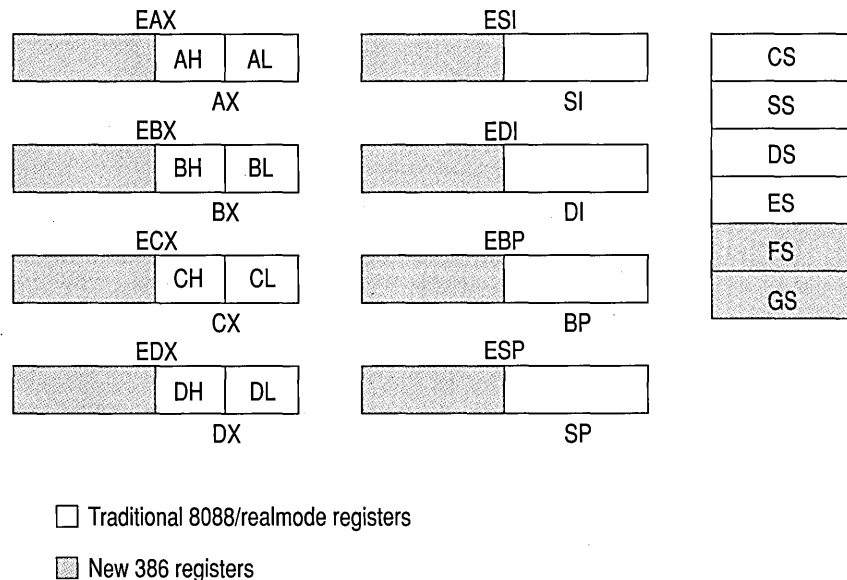 EAX
AH AL
AX
EBX
BH BL
BX
ECX
CH CL
CX
EDX
DH DL
DX
ESI
SI
EDI
DI
EBP
BP
ESP
SP
CS
SS
DS
ES
FS
GS
Traditional 8088/realmode registers
New 386 registers